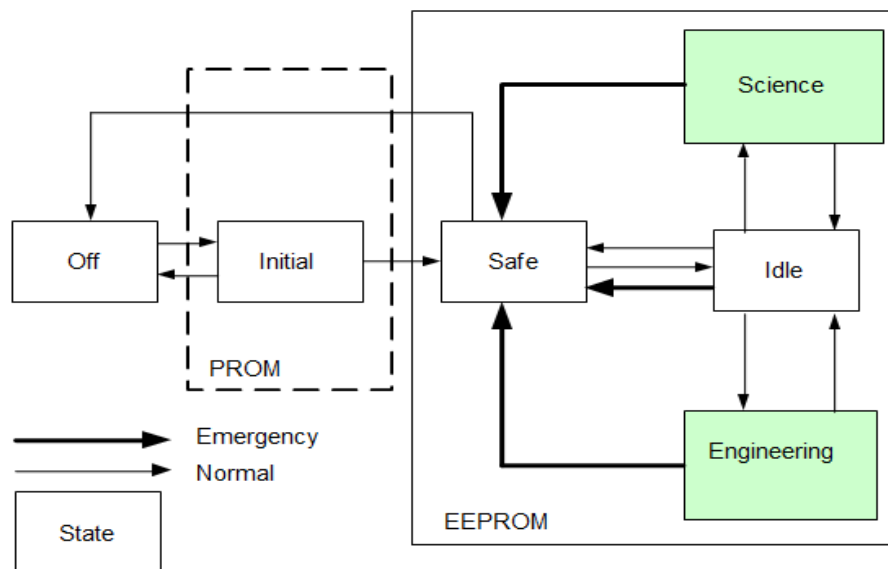 Science
Off
Initial
Safe
Idle
PROM
Emergency
Normal
Engineering
EEPROM
State